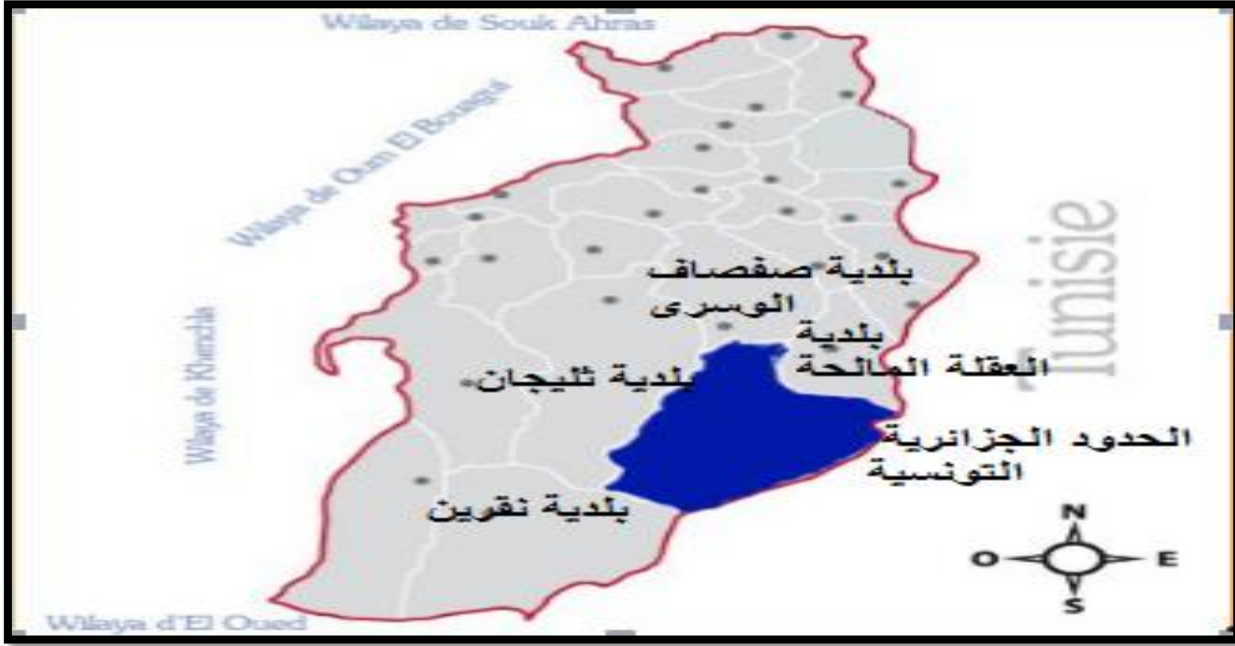 Wilaya de Souk Ahras
Wilaya de Oum El Bouagui
Tunisie
بلدية صفصاف
الوسرى
بلدية
العقلة المالحة
بلدية ثليجان
Wilaya de Khenchla
الحدود الجزائرية
التونسية
بلدية نقرين
N
O
E
S
Wilaya d'El Oued